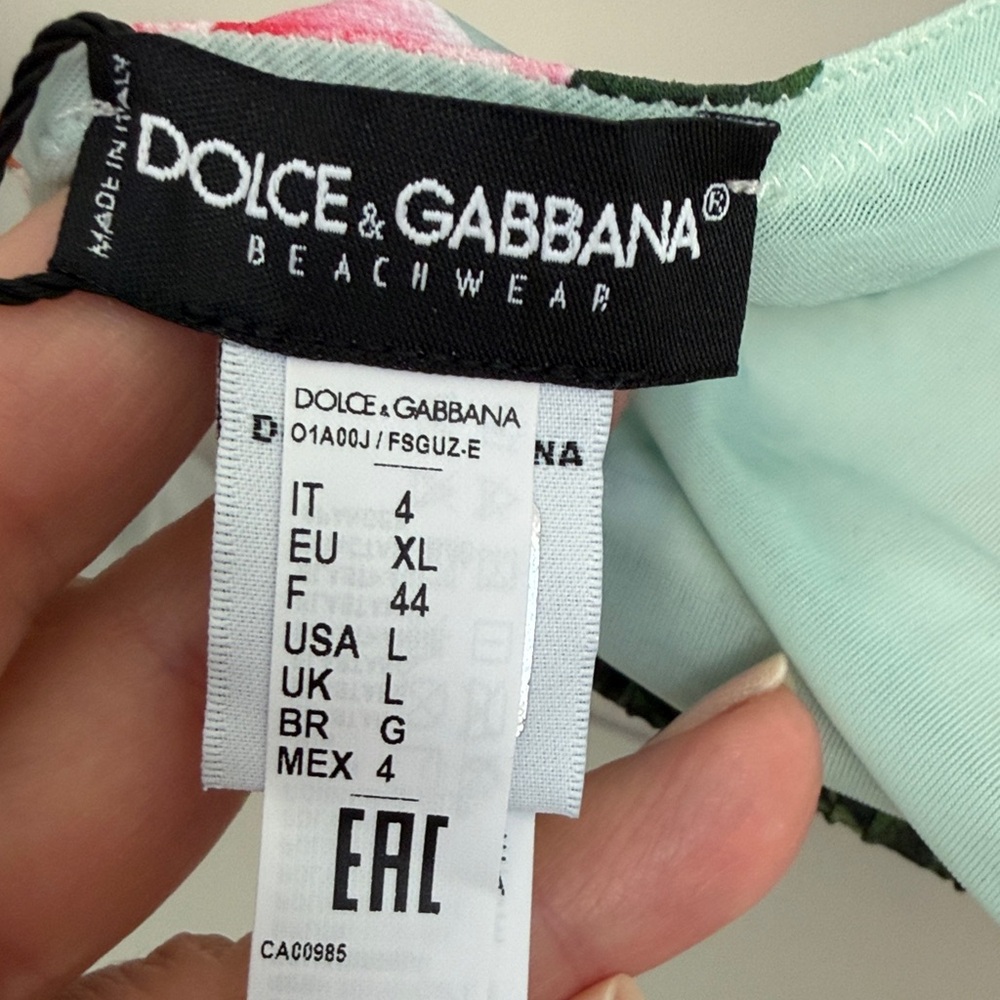 MADE IN ITALY
DOLCE & GABBANA®
BEACHWEAR
DOLCE & GABBANA
O1A00J / FSGUZ-E
D NA
IT 4
EU XL
F 44
USA L
UK L
BR G
MEX 4
EAC
CA00985